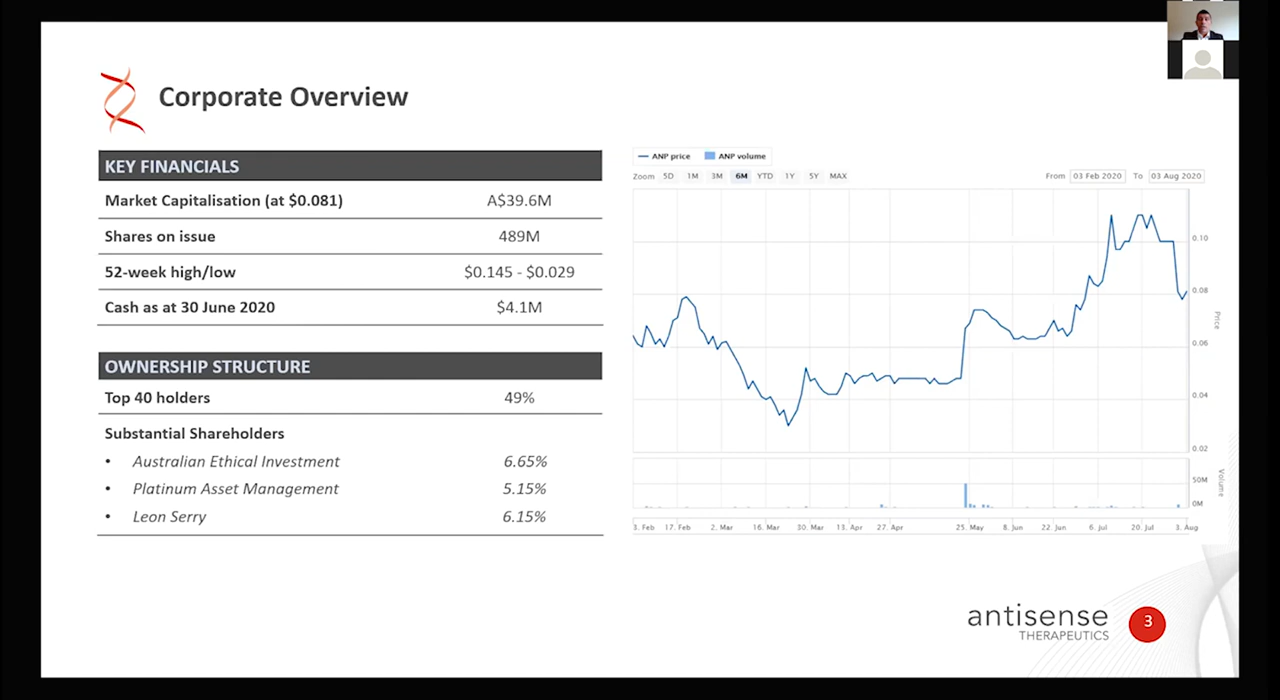 Corporate Overview
KEY FINANCIALS
Market Capitalisation (at $0.081) A$39.6M
Shares on issue 489M
52-week high/low $0.145 - $0.029
Cash as at 30 June 2020 $4.1M
OWNERSHIP STRUCTURE
Top 40 holders 49%
Substantial Shareholders
• Australian Ethical Investment 6.65%
• Platinum Asset Management 5.15%
• Leon Serry 6.15%
ANP price ANP volume
Zoom 5D 1M 3M 6M YTD 1Y 5Y MAX From 03 Feb 2020 To 03 Aug 2020
0.10
0.08
0.06
0.04
0.02
Price
50M
0M
Volume
3. Feb 17. Feb 2. Mar 16. Mar 30. Mar 13. Apr 27. Apr 25. May 8. Jun 22. Jun 6. Jul 20. Jul 3. Aug
antisense
THERAPEUTICS
3